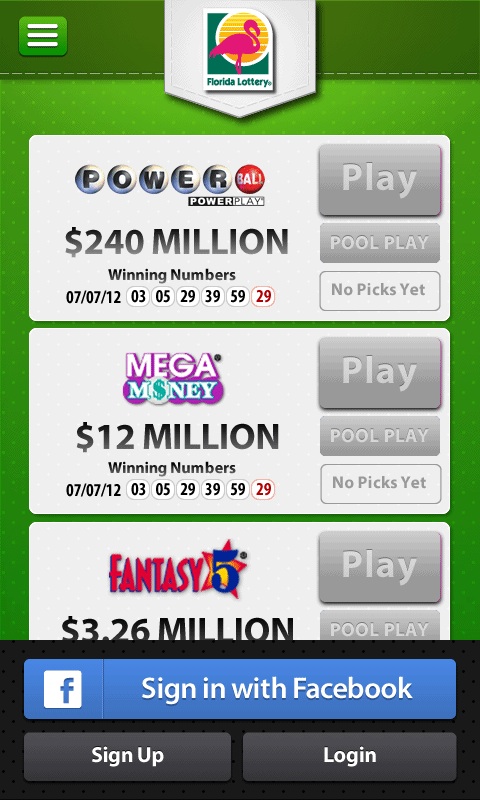 Florida Lottery®
POWER BALL
POWERPLAY®
$240 MILLION
Winning Numbers
07/07/12 03 05 29 39 59 29
Play
POOL PLAY
No Picks Yet
MEGA
M$NEY
$12 MILLION
Winning Numbers
07/07/12 03 05 29 39 59 29
Play
POOL PLAY
No Picks Yet
FANTASY 5®
$3.26 MILLION
Play
POOL PLAY
f Sign in with Facebook
Sign Up
Login